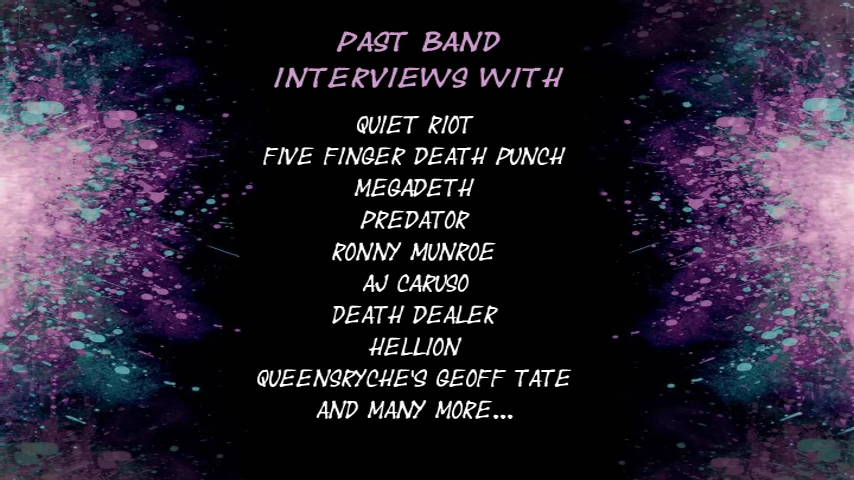 PAST BAND
INTERVIEWS WITH
QUIET RIOT
FIVE FINGER DEATH PUNCH
MEGADETH
PREDATOR
RONNY MUNROE
AJ CARUSO
DEATH DEALER
HELLION
QUEENSRYCHE'S GEOFF TATE
AND MANY MORE...